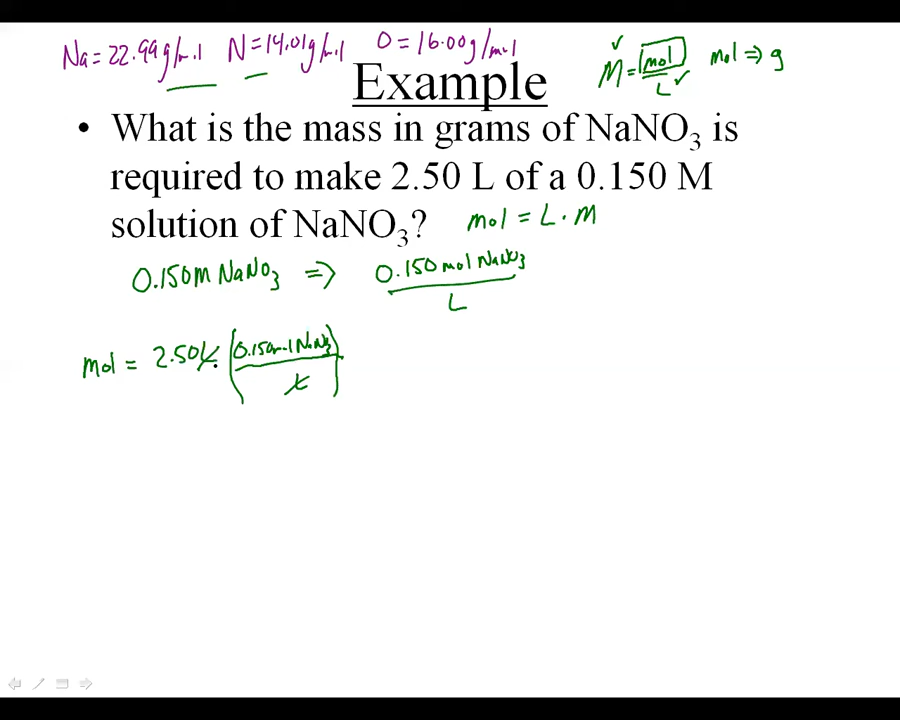 Na = 22.99 g/mol N = 14.01 g/mol O = 16.00 g/mol
M = mol/L mol ⇒ g
Example
• What is the mass in grams of NaNO₃ is
required to make 2.50 L of a 0.150 M
solution of NaNO₃?
mol = L · M
0.150 M NaNO₃ ⇒ 0.150 mol NaNO₃
L
mol = 2.50 L (0.150 mol NaNO₃
L)